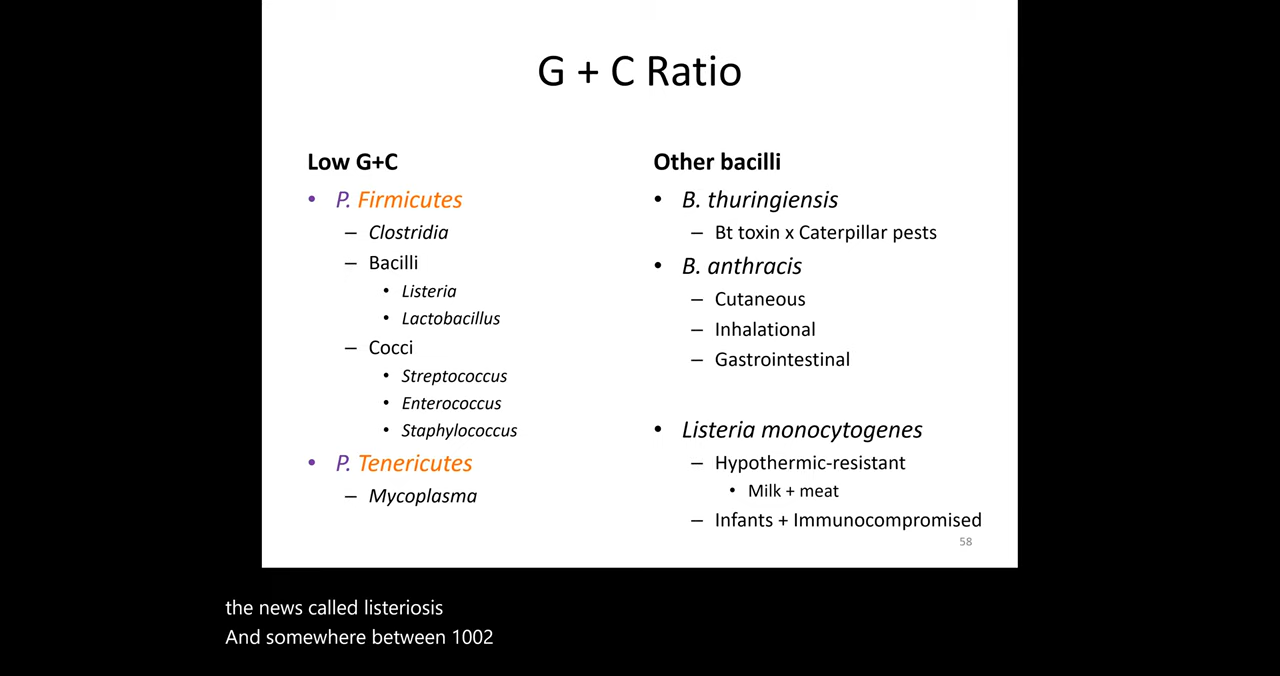 G + C Ratio
Low G+C
• P. Firmicutes
– Clostridia
– Bacilli
• Listeria
• Lactobacillus
– Cocci
• Streptococcus
• Enterococcus
• Staphylococcus
• P. Tenericutes
– Mycoplasma
Other bacilli
• B. thuringiensis
– Bt toxin x Caterpillar pests
• B. anthracis
– Cutaneous
– Inhalational
– Gastrointestinal
• Listeria monocytogenes
– Hypothermic-resistant
• Milk + meat
– Infants + Immunocompromised
58
the news called listeriosis
And somewhere between 1002